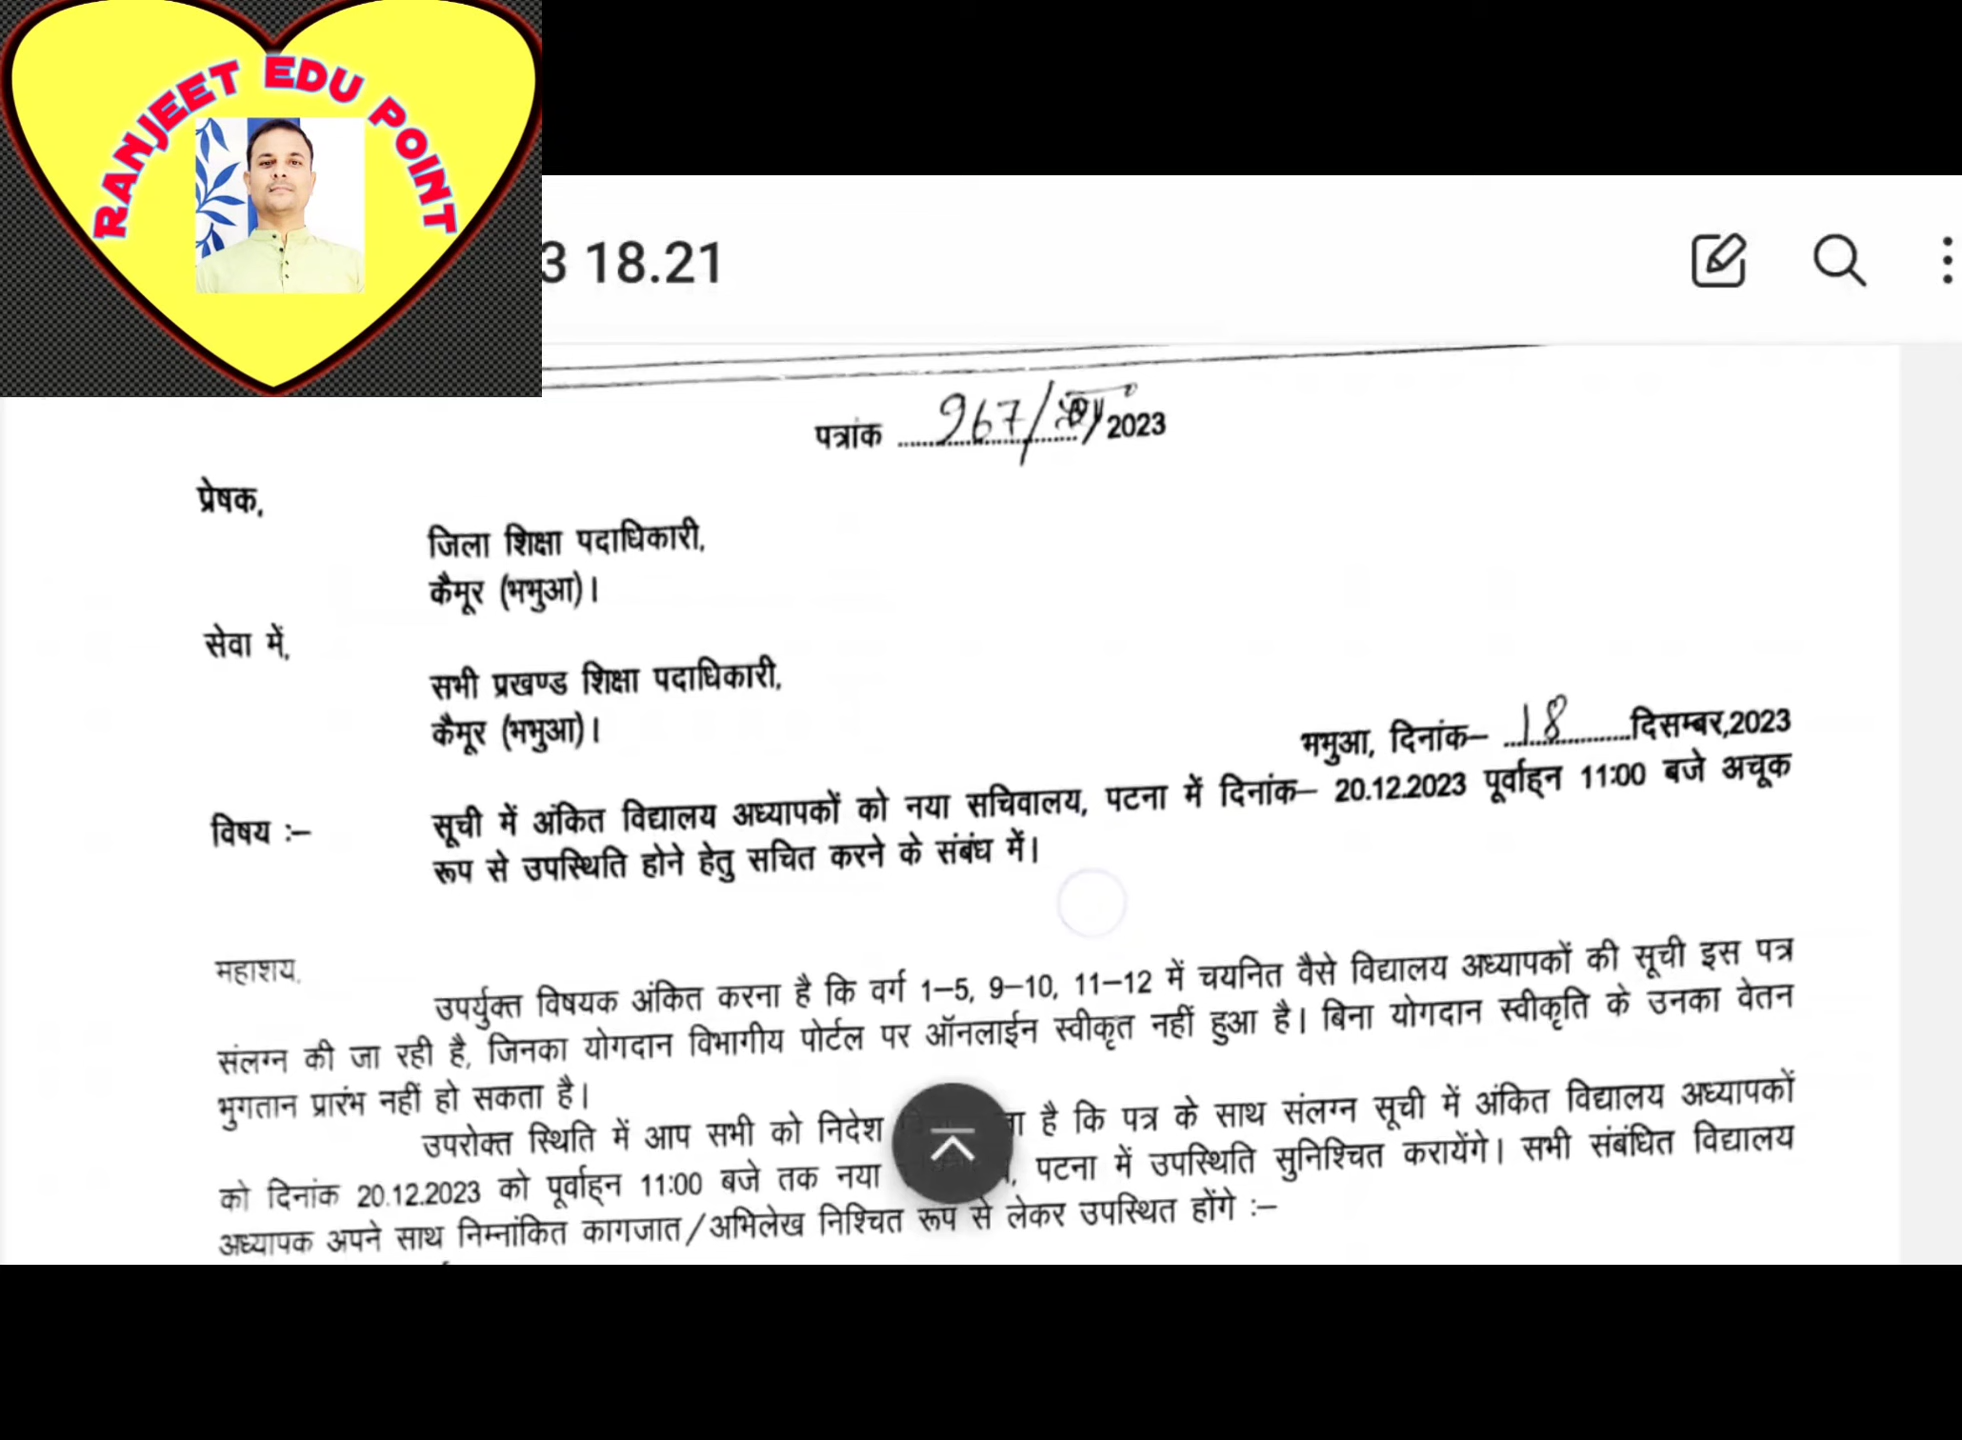 RANJEET EDU POINT
3 18.21
पत्रांक 967/ 2023
प्रेषक,
जिला शिक्षा पदाधिकारी,
कैमूर (भभुआ)।
सेवा में,
सभी प्रखण्ड शिक्षा पदाधिकारी,
कैमूर (भभुआ)।
भभुआ, दिनांक– 18 दिसम्बर,2023
विषय :– सूची में अंकित विद्यालय अध्यापकों को नया सचिवालय, पटना में दिनांक– 20.12.2023 पूर्वाह्न 11:00 बजे अचूक
रूप से उपस्थिति होने हेतु सचित करने के संबंध में।
महाशय,
उपर्युक्त विषयक अंकित करना है कि वर्ग 1–5, 9–10, 11–12 में चयनित वैसे विद्यालय अध्यापकों की सूची इस पत्र
संलग्न की जा रही है, जिनका योगदान विभागीय पोर्टल पर ऑनलाईन स्वीकृत नहीं हुआ है। बिना योगदान स्वीकृति के उनका वेतन
भुगतान प्रारंभ नहीं हो सकता है।
उपरोक्त स्थिति में आप सभी को निदेश है कि पत्र के साथ संलग्न सूची में अंकित विद्यालय अध्यापकों
को दिनांक 20.12.2023 को पूर्वाह्न 11:00 बजे तक नया पटना में उपस्थिति सुनिश्चित करायेंगे। सभी संबंधित विद्यालय
अध्यापक अपने साथ निम्नांकित कागजात/अभिलेख निश्चित रूप से लेकर उपस्थित होंगे :–